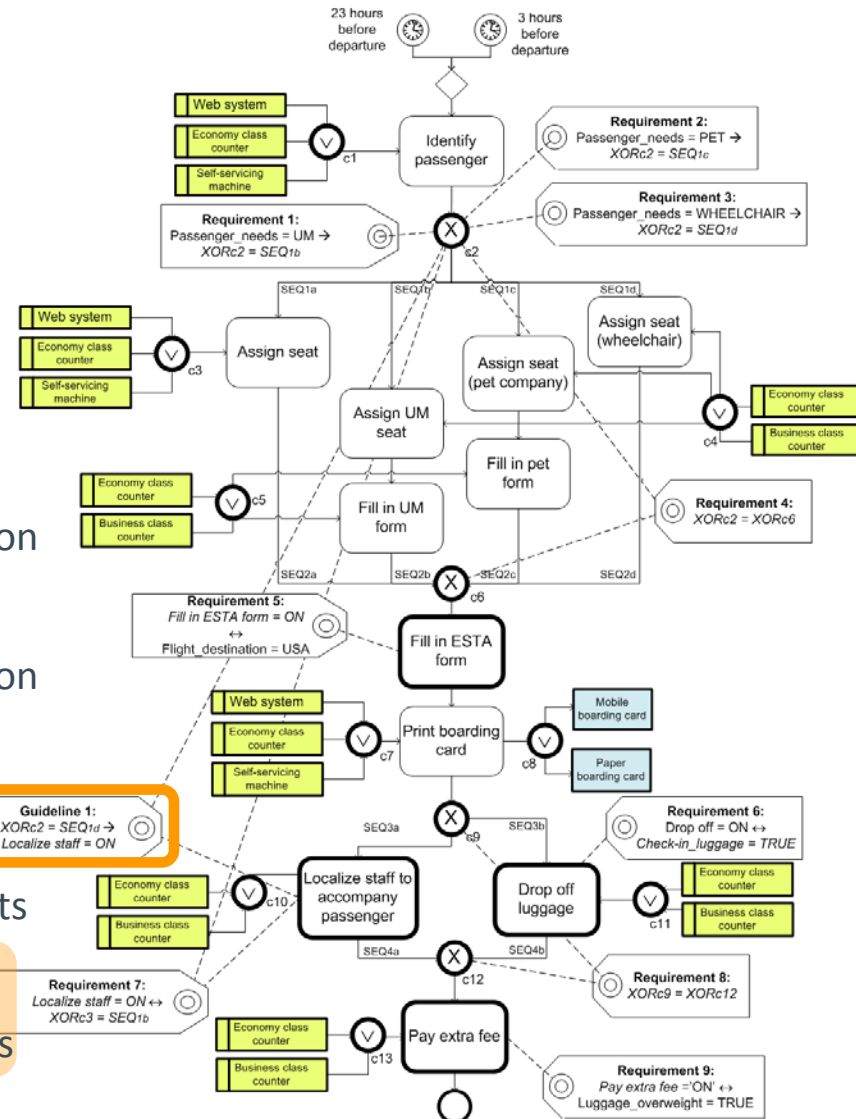 23 hours
before
departure
3 hours
before
departure
Web system
Economy class
counter
Self-servicing
machine
c1
Identify
passenger
Requirement 2:
Passenger_needs = PET →
XORc2 = SEQ1c
Requirement 3:
Passenger_needs = WHEELCHAIR →
XORc2 = SEQ1d
Requirement 1:
Passenger_needs = UM →
XORc2 = SEQ1b
X
c2
SEQ1a
SEQ1b
SEQ1c
SEQ1d
Web system
Economy class
counter
Self-servicing
machine
c3
Assign seat
Assign UM
seat
Assign seat
(pet company)
Assign seat
(wheelchair)
Economy class
counter
Business class
counter
c4
Economy class
counter
Business class
counter
c5
Fill in UM
form
Fill in pet
form
Requirement 4:
XORc2 = XORc6
on
SEQ2a
SEQ2b
SEQ2c
SEQ2d
X
c6
Requirement 5:
Fill in ESTA form = ON
↔
Flight_destination = USA
Fill in ESTA
form
on
Web system
Economy class
counter
Self-servicing
machine
c7
Print boarding
card
c8
Mobile
boarding card
Paper
boarding card
Guideline 1:
XORc2 = SEQ1d →
Localize staff = ON
X
c9
SEQ3a
SEQ3b
Requirement 6:
Drop off = ON ↔
Check-in_luggage = TRUE
ts
Economy class
counter
Business class
counter
c10
Localize staff to
accompany
passenger
Drop off
luggage
c11
Economy class
counter
Business class
counter
SEQ4a
SEQ4b
X
c12
Requirement 7:
Localize staff = ON ↔
XORc3 = SEQ1b
s
Requirement 8:
XORc9 = XORc12
Economy class
counter
Business class
counter
c13
Pay extra fee
Requirement 9:
Pay extra fee ='ON' ↔
Luggage_overweight = TRUE